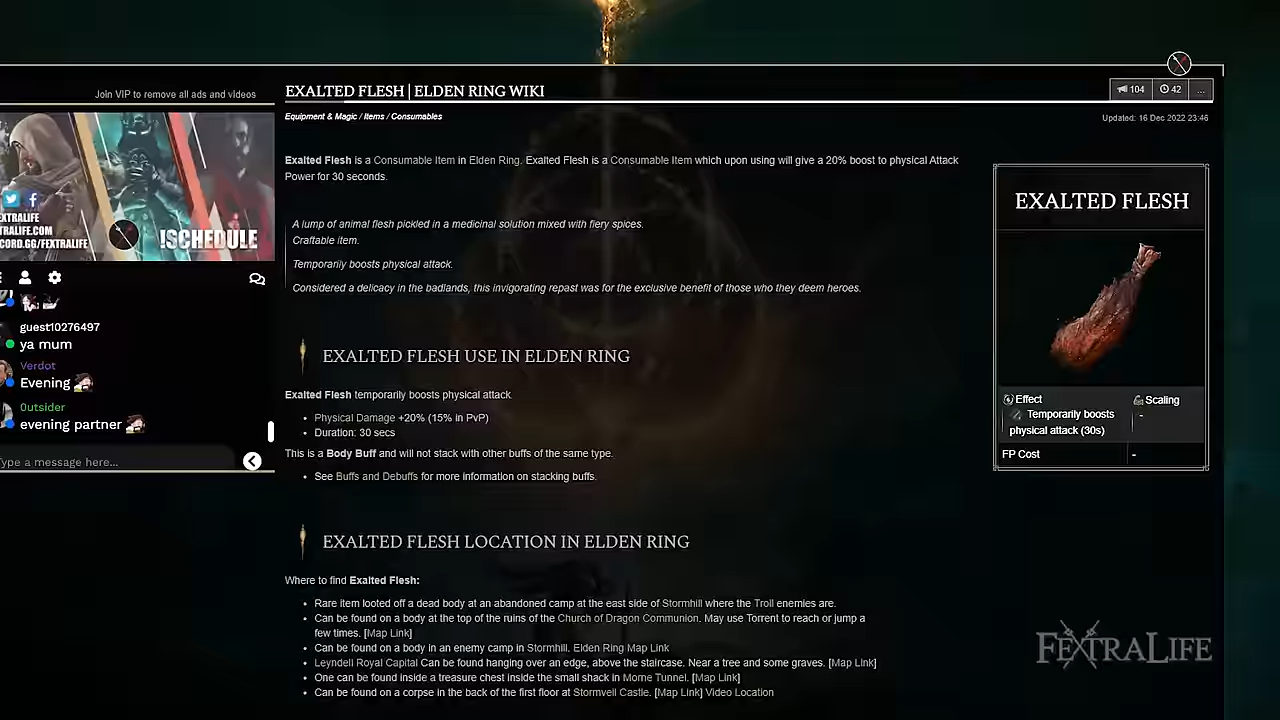 Join VIP to remove all ads and videos
EXTRALIFE
XTRALIFE.COM
CORD.GG/FEXTRALIFE
!SCHEDULE
guest10276497
ya mum
Verdot
Evening
0utsider
evening partner
ype a message here...
EXALTED FLESH | ELDEN RING WIKI
104
42
...
Equipment & Magic / Items / Consumables
Updated: 16 Dec 2022 23:46
Exalted Flesh is a Consumable Item in Elden Ring. Exalted Flesh is a Consumable Item which upon using will give a 20% boost to physical Attack
Power for 30 seconds.
A lump of animal flesh pickled in a medicinal solution mixed with fiery spices.
Craftable item.
Temporarily boosts physical attack.
Considered a delicacy in the badlands, this invigorating repast was for the exclusive benefit of those who they deem heroes.
EXALTED FLESH USE IN ELDEN RING
Exalted Flesh temporarily boosts physical attack
• Physical Damage +20% (15% in PvP)
• Duration: 30 secs
This is a Body Buff and will not stack with other buffs of the same type.
• See Buffs and Debuffs for more information on stacking buffs.
EXALTED FLESH LOCATION IN ELDEN RING
Where to find Exalted Flesh:
• Rare item looted off a dead body at an abandoned camp at the east side of Stormhill where the Troll enemies are.
• Can be found on a body at the top of the ruins of the Church of Dragon Communion. May use Torrent to reach or jump a
few times. [Map Link]
• Can be found on a body in an enemy camp in Stormhill. Elden Ring Map Link
• Leyndell Royal Capital Can be found hanging over an edge, above the staircase. Near a tree and some graves. [Map Link]
• One can be found inside a treasure chest inside the small shack in Morne Tunnel. [Map Link]
• Can be found on a corpse in the back of the first floor at Stormveil Castle. [Map Link] Video Location
EXALTED FLESH
Effect
Scaling
Temporarily boosts
physical attack (30s)
-
FP Cost
-
FEXTRALIFE